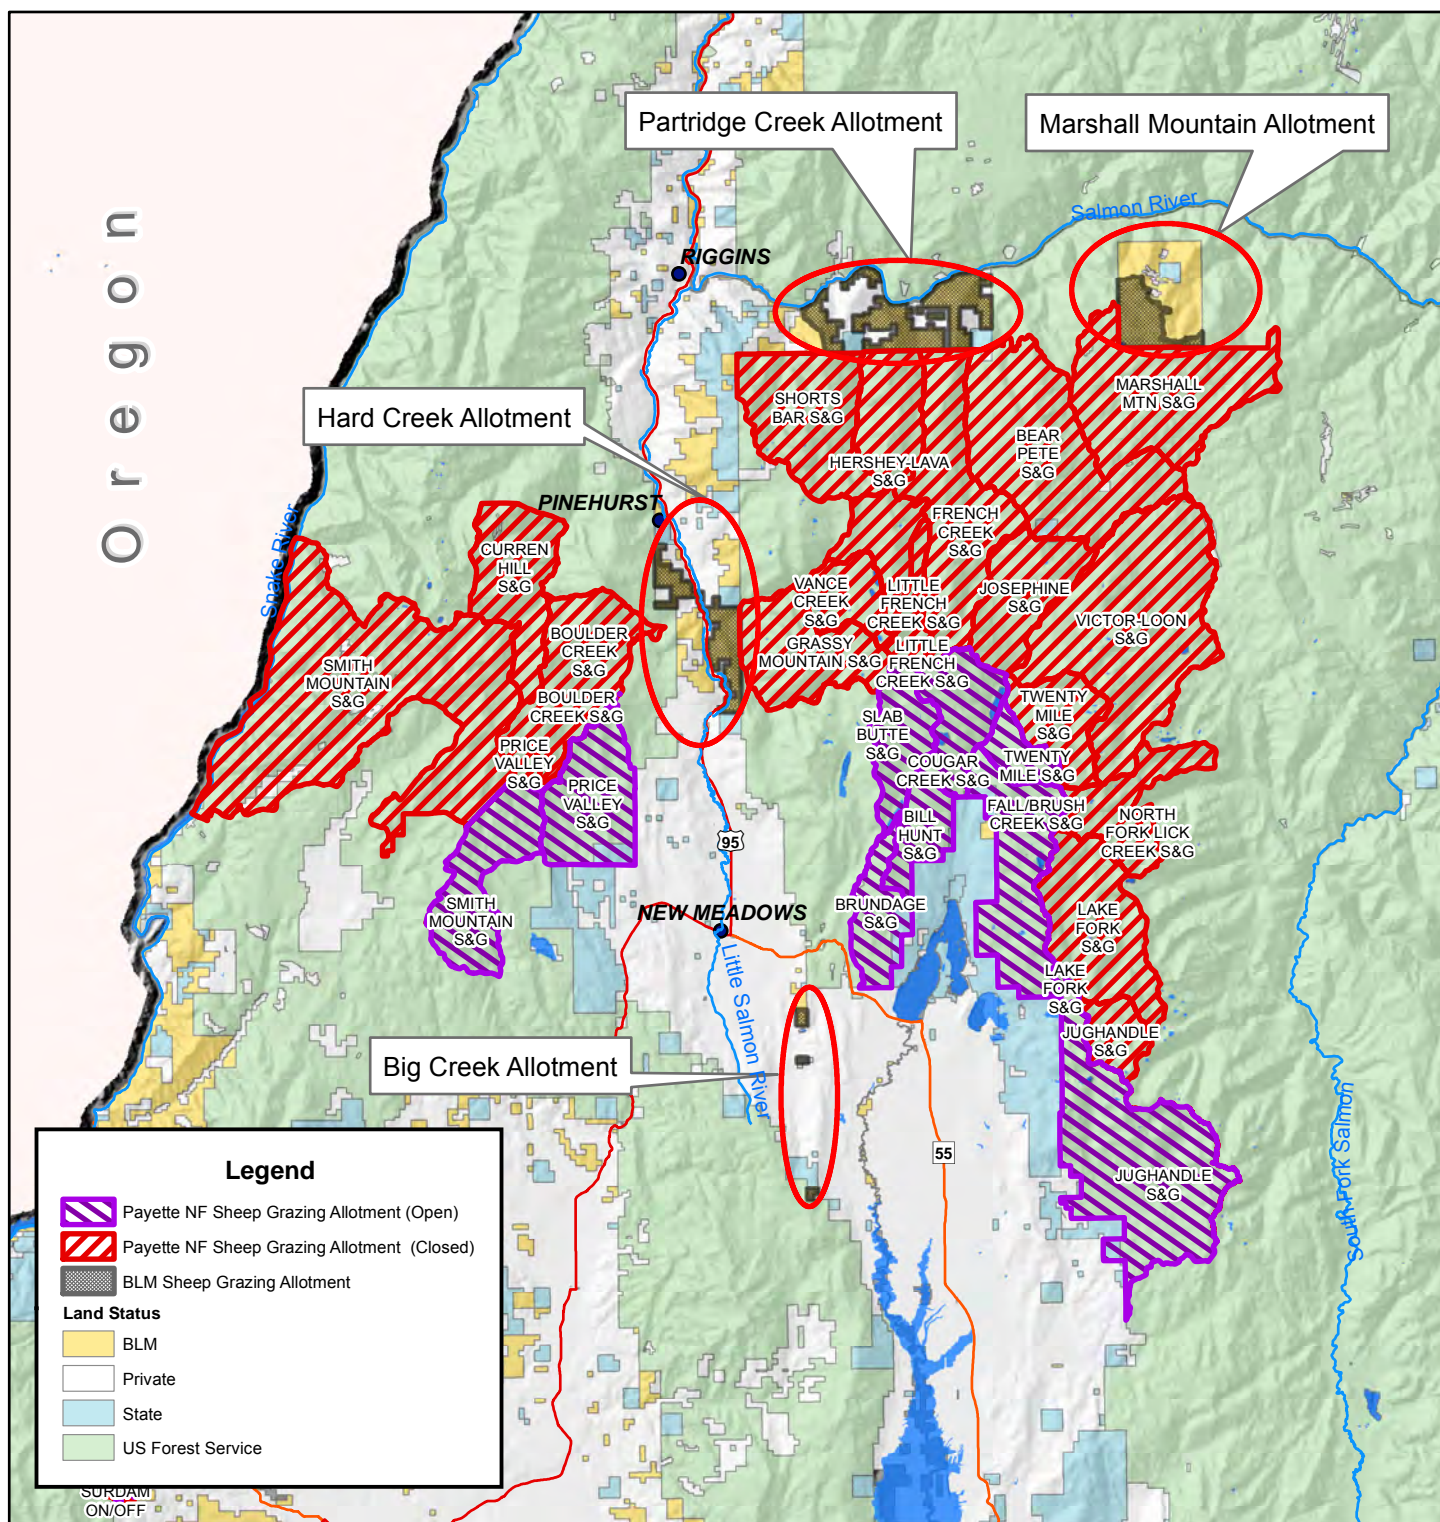 Partridge Creek Allotment
Marshall Mountain Allotment
Salmon River
Oregon
RIGGINS
Hard Creek Allotment
SHORTS
BAR S&G
MARSHALL
MTN S&G
HERSHEY-LAVA
S&G
BEAR
PETE
S&G
PINEHURST
Snake River
CURREN
HILL
S&G
FRENCH
CREEK
S&G
VANCE
CREEK
S&G
LITTLE
FRENCH
CREEK S&G
JOSEPHINE
S&G
VICTOR-LOON
S&G
BOULDER
CREEK
S&G
GRASSY
MOUNTAIN S&G
LITTLE
FRENCH
CREEK S&G
SMITH
MOUNTAIN
S&G
BOULDER
CREEK S&G
TWENTY
MILE
S&G
SLAB
BUTTE
S&G
PRICE
VALLEY
S&G
COUGAR
CREEK S&G
TWENTY
MILE S&G
PRICE
VALLEY
S&G
BILL
HUNT
S&G
FALL/BRUSH
CREEK S&G
NORTH
FORK LICK
CREEK S&G
95
SMITH
MOUNTAIN
S&G
NEW MEADOWS
BRUNDAGE
S&G
LAKE
FORK
S&G
Little Salmon River
LAKE
FORK
S&G
JUGHANDLE
S&G
Big Creek Allotment
South Fork Salmon
55
JUGHANDLE
S&G
Legend
Payette NF Sheep Grazing Allotment (Open)
Payette NF Sheep Grazing Allotment (Closed)
BLM Sheep Grazing Allotment
Land Status
BLM
Private
State
US Forest Service
SURDAM
ON/OFF